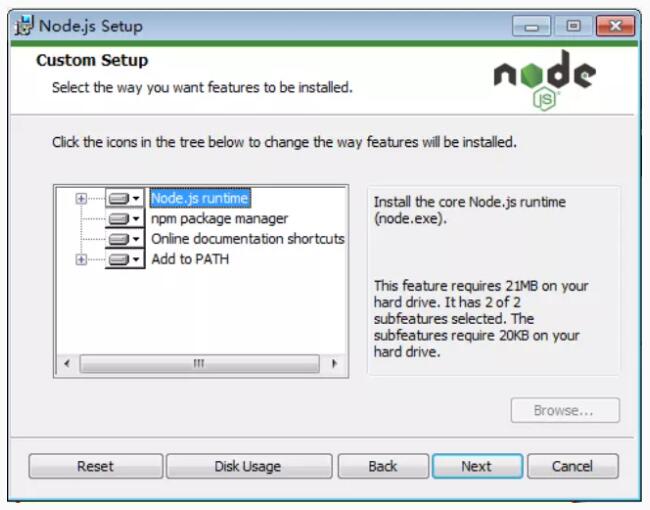 Node.js Setup
Custom Setup
Select the way you want features to be installed.
node
JS
Click the icons in the tree below to change the way features will be installed.
Node.js runtime
npm package manager
Online documentation shortcuts
Add to PATH
Install the core Node.js runtime
(node.exe).
This feature requires 21MB on your
hard drive. It has 2 of 2
subfeatures selected. The
subfeatures require 20KB on your
hard drive.
Browse...
Reset
Disk Usage
Back
Next
Cancel